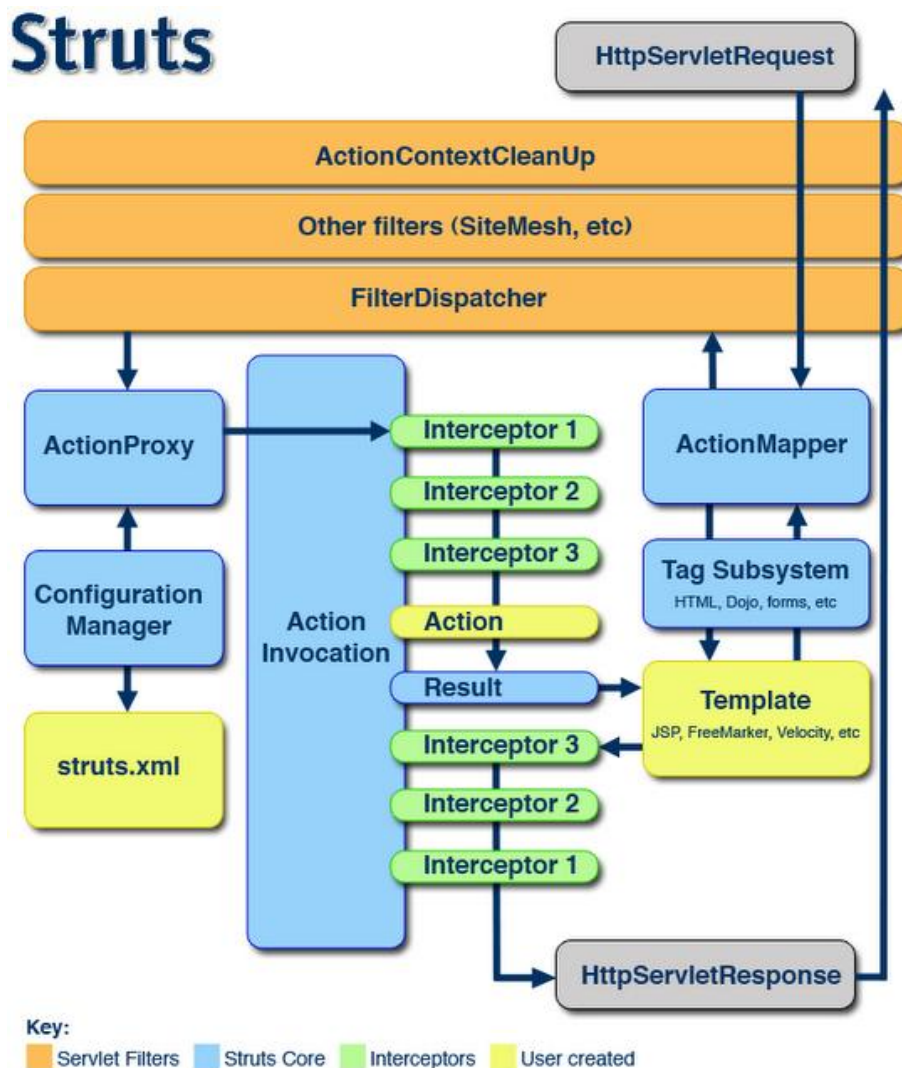 Struts
HttpServletRequest
ActionContextCleanUp
Other filters (SiteMesh, etc)
FilterDispatcher
ActionProxy
Interceptor 1
ActionMapper
Interceptor 2
Interceptor 3
Tag Subsystem
HTML, Dojo, forms, etc
Configuration
Manager
Action
Invocation
Action
Result
Template
JSP, FreeMarker, Velocity, etc
struts.xml
Interceptor 3
Interceptor 2
Interceptor 1
HttpServletResponse
Key:
Servlet Filters Struts Core Interceptors User created